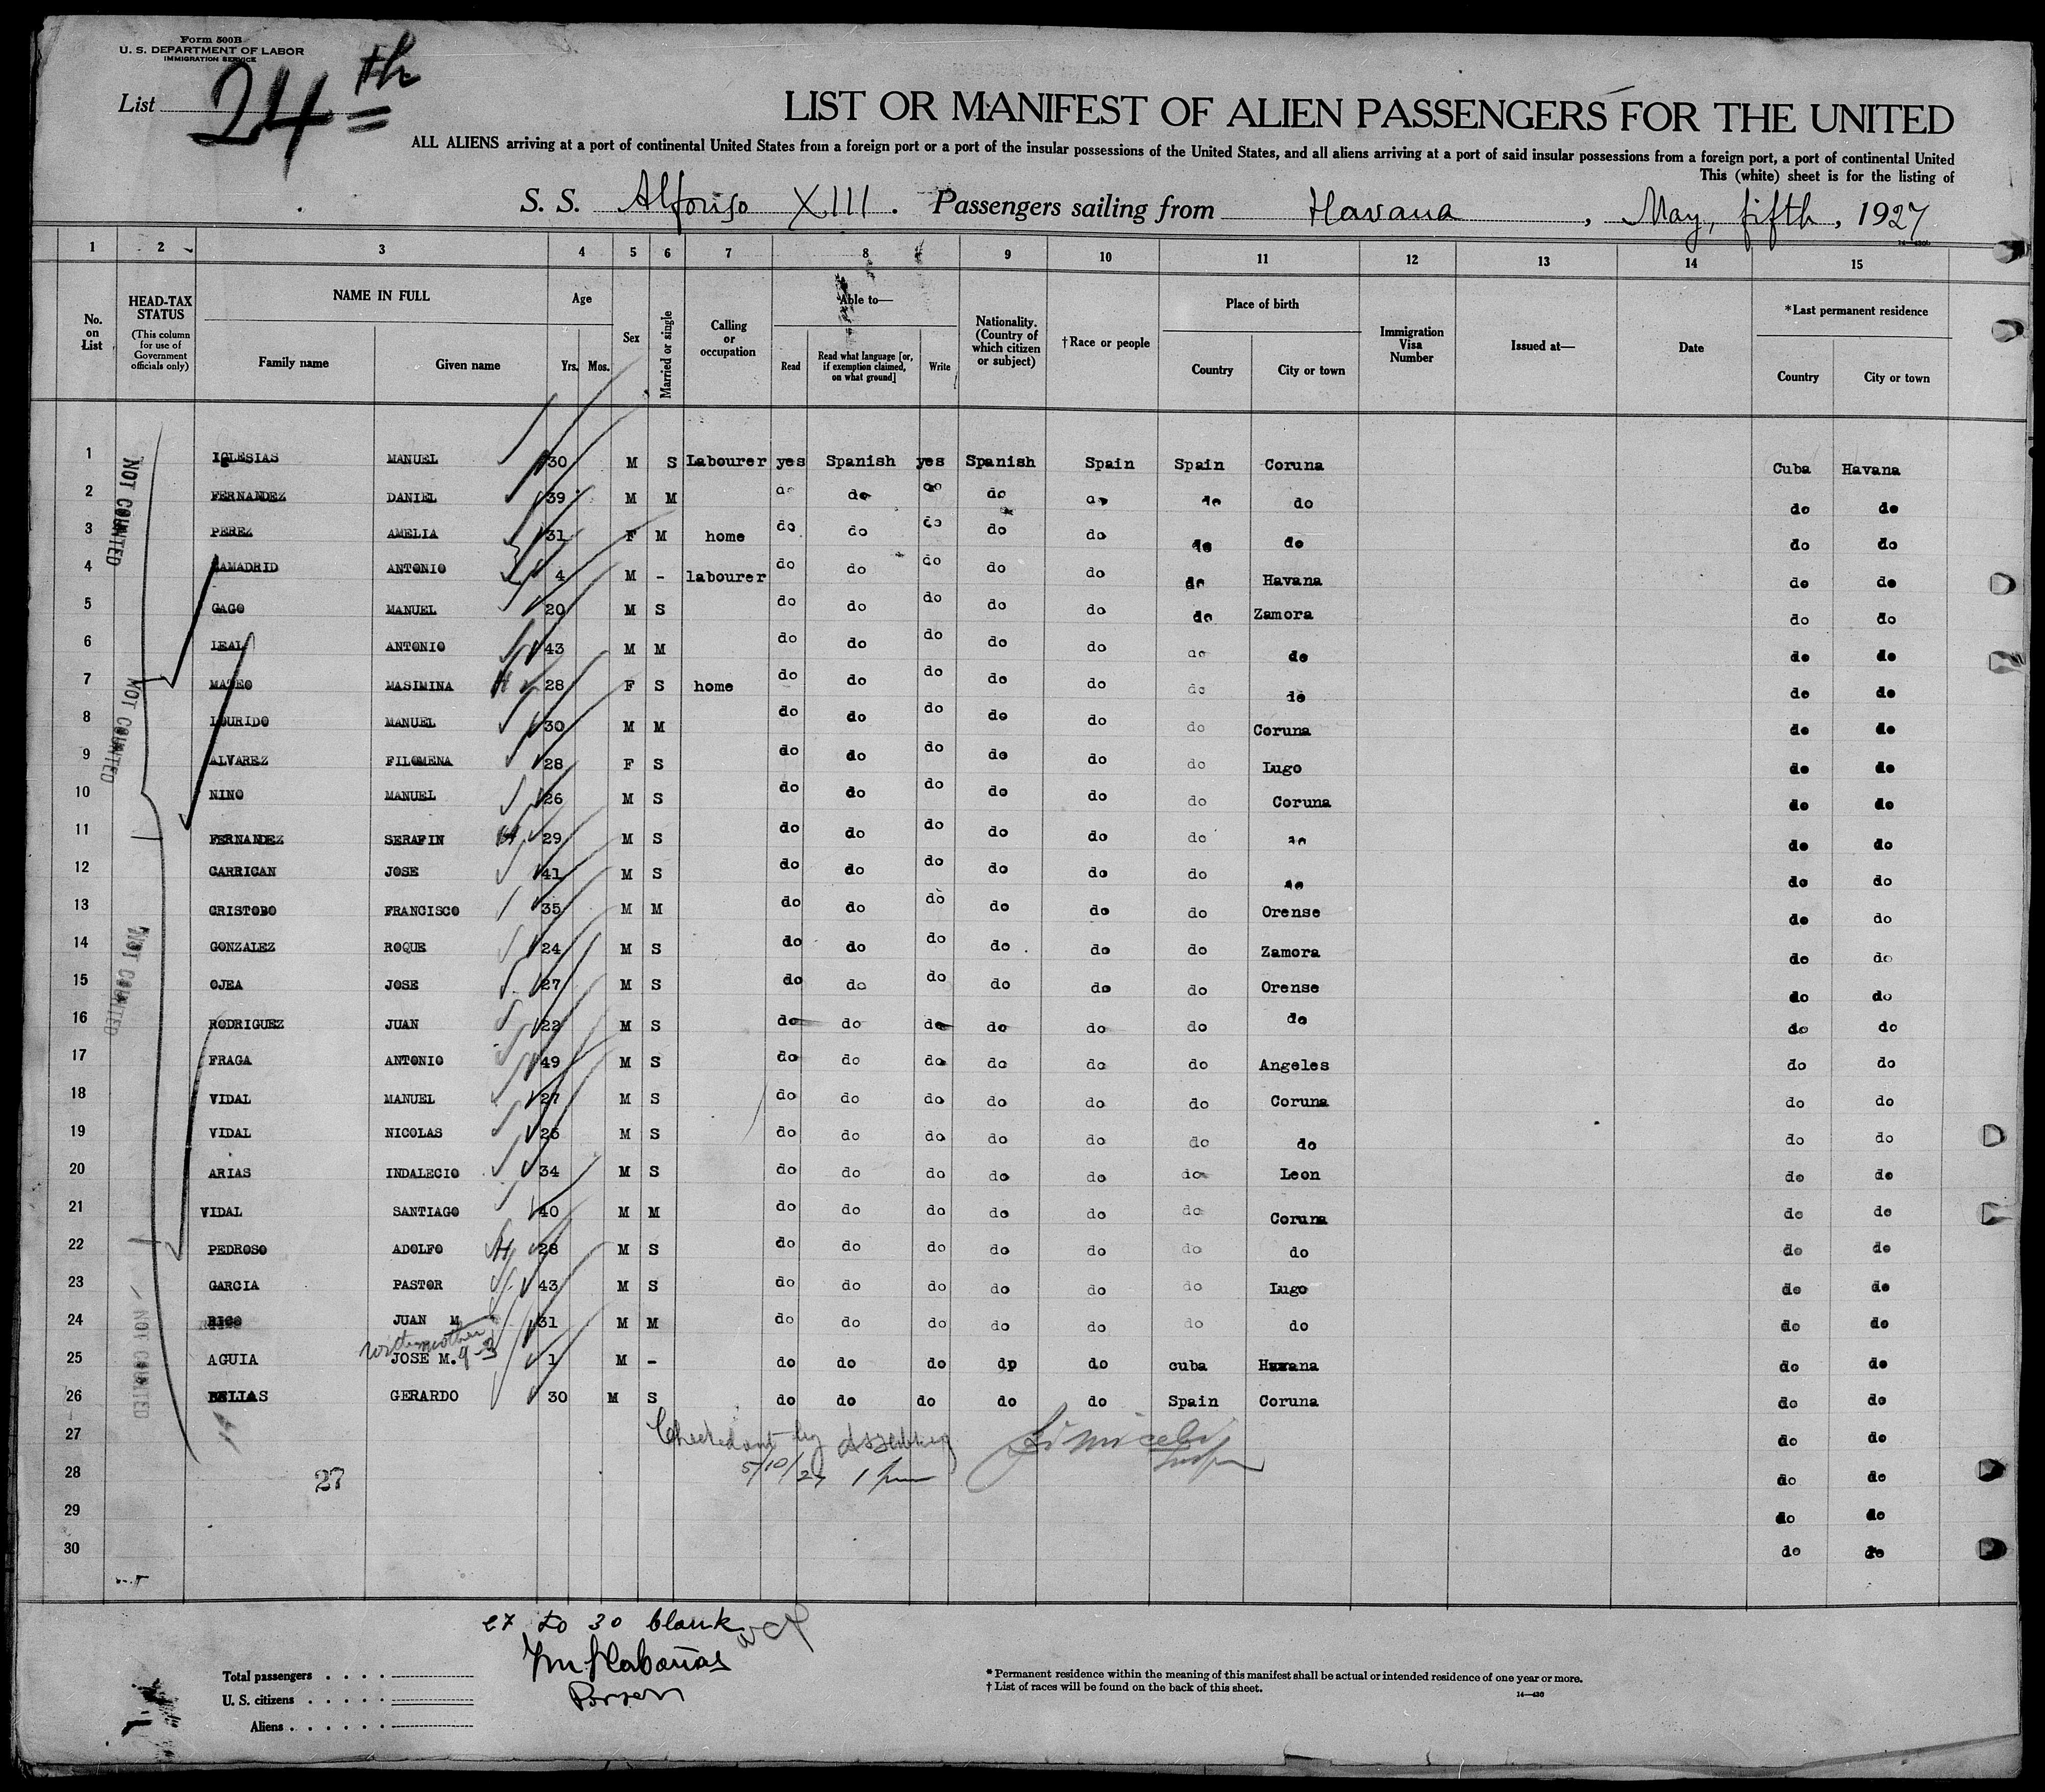 Form 500B
U. S. DEPARTMENT OF LABOR
IMMIGRATION SERVICE
List 24th
LIST OR MANIFEST OF ALIEN PASSENGERS FOR THE UNITED
ALL ALIENS arriving at a port of continental United States from a foreign port or a port of the insular possessions of the United States, and all aliens arriving at a port of said insular possessions from a foreign port, a port of continental United
This (white) sheet is for the listing of
S. S. Alfonso XIII. Passengers sailing from Havana, May, fifth, 1927
14—430b
1 2 3 4 5 6 7 8 9 10 11 12 13 14 15
No. on List
HEAD-TAX STATUS
(This column for use of Government officials only)
NAME IN FULL
Family name Given name
Age
Yrs. Mos.
Sex
Married or single
Calling or occupation
Able to—
Read
Read what language [or, if exemption claimed, on what ground]
Write
Nationality. (Country of which citizen or subject)
†Race or people
Place of birth
Country City or town
Immigration Visa Number
Issued at—
Date
*Last permanent residence
Country City or town
NOT COUNTED
NOT COUNTED
NOT COUNTED
NOT COUNTED
1 IGLESIAS MANUEL 30 M S Labourer yes Spanish yes Spanish Spain Spain Coruna Cuba Havana
2 FERNANDEZ DANIEL 39 M M do do do do do do do do do
3 PEREZ AMELIA 31 F M home do do do do do do do do do
4 SAMADRID ANTONIO 4 M - labourer do do do do do do Havana do do
5 GAGO MANUEL 20 M S do do do do do do Zamora do do
6 LEAL ANTONIO 43 M M do do do do do do do do do
7 MATEO MASIMINA 28 F S home do do do do do do do do do
8 LOURIDO MANUEL 30 M M do do do do do do Coruna do do
9 ALVAREZ FILOMENA 28 F S do do do do do do Lugo do do
10 NINO MANUEL 26 M S do do do do do do Coruna do do
11 FERNANDEZ SERAFIN 29 M S do do do do do do do do do
12 CARRICAN JOSE 41 M S do do do do do do do do do
13 CRISTOBO FRANCISCO 35 M M do do do do do do Orense do do
14 GONZALEZ ROQUE 24 M S do do do do do do Zamora do do
15 OJEA JOSE 27 M S do do do do do do Orense do do
16 RODRIGUEZ JUAN 22 M S do do do do do do do do do
17 FRAGA ANTONIO 49 M S do do do do do do Angeles do do
18 VIDAL MANUEL 27 M S do do do do do do Coruna do do
19 VIDAL NICOLAS 26 M S do do do do do do do do do
20 ARIAS INDALECIO 34 M S do do do do do do Leon do do
21 VIDAL SANTIAGO 40 M M do do do do do do Coruna do do
22 PEDROSO ADOLFO 28 M S do do do do do do do do do
23 GARCIA PASTOR 43 M S do do do do do do Lugo do do
24 RICO JUAN M 31 M M do do do do do do do do do
with mother 9-3
25 AGUIA JOSE M. 1 M - do do do do do cuba Havana do do
26 GERARDO 30 M S do do do do do Spain Coruna do do
27 do do
28 do do
29 do do
30 do do
Checked out by
5/10/27 1 pm
27
27 to 30 blank
Total passengers
U. S. citizens
Aliens
* Permanent residence within the meaning of this manifest shall be actual or intended residence of one year or more.
† List of races will be found on the back of this sheet.
14—430